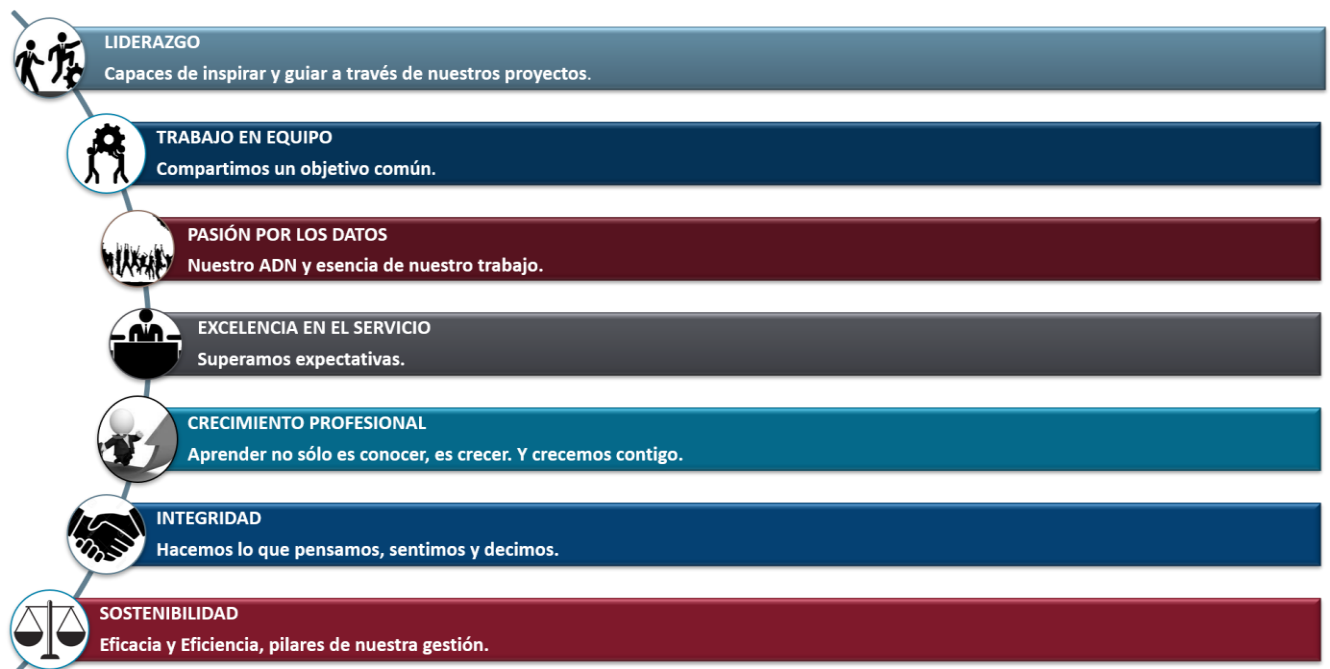 LIDERAZGO
Capaces de inspirar y guiar a través de nuestros proyectos.
TRABAJO EN EQUIPO
Compartimos un objetivo común.
PASIÓN POR LOS DATOS
Nuestro ADN y esencia de nuestro trabajo.
EXCELENCIA EN EL SERVICIO
Superamos expectativas.
CRECIMIENTO PROFESIONAL
Aprender no sólo es conocer, es crecer. Y crecemos contigo.
INTEGRIDAD
Hacemos lo que pensamos, sentimos y decimos.
SOSTENIBILIDAD
Eficacia y Eficiencia, pilares de nuestra gestión.